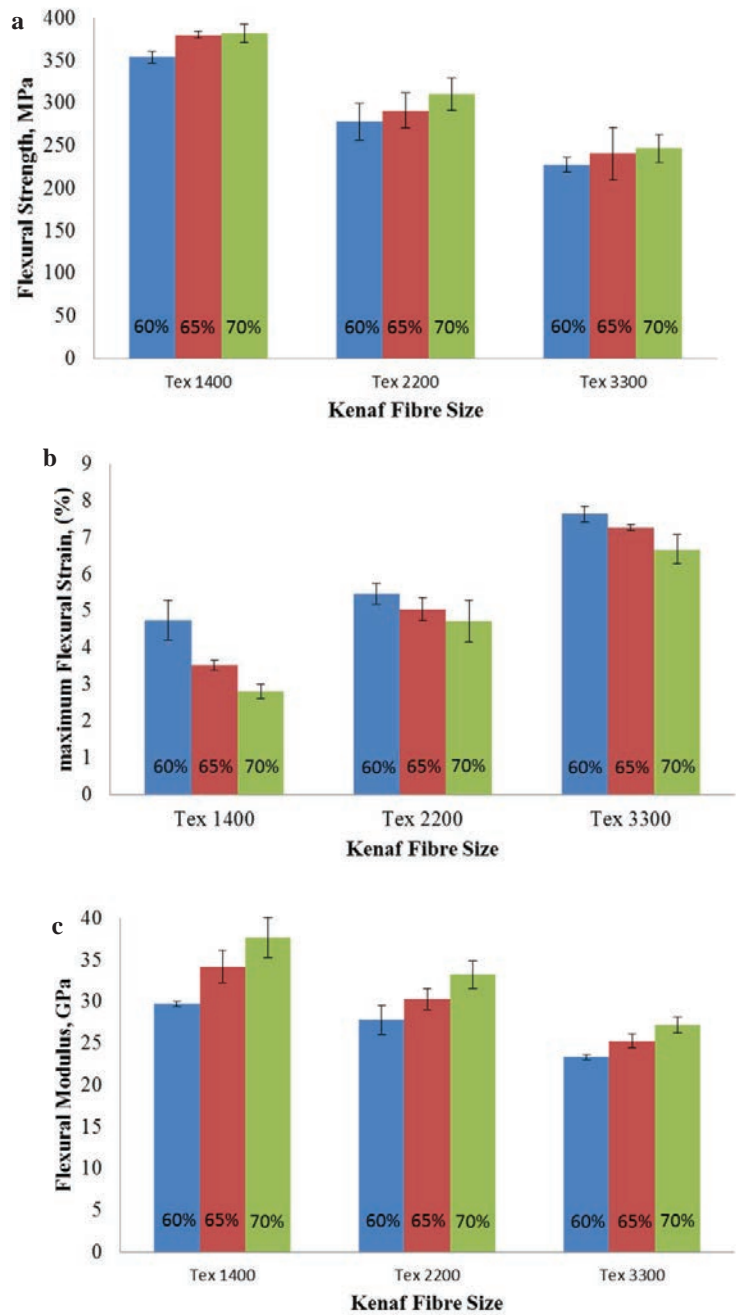 a
Flexural Strength, MPa
400
350
300
250
200
150
100
50
0
60% 65% 70%
60% 65% 70%
60% 65% 70%
Tex 1400 Tex 2200 Tex 3300
Kenaf Fibre Size
b
maximum Flexural Strain, (%)
9
8
7
6
5
4
3
2
1
0
60% 65% 70%
60% 65% 70%
60% 65% 70%
Tex 1400 Tex 2200 Tex 3300
Kenaf Fibre Size
c
Flexural Modulus, GPa
40
35
30
25
20
15
10
5
0
60% 65% 70%
60% 65% 70%
60% 65% 70%
Tex 1400 Tex 2200 Tex 3300
Kenaf Fibre Size